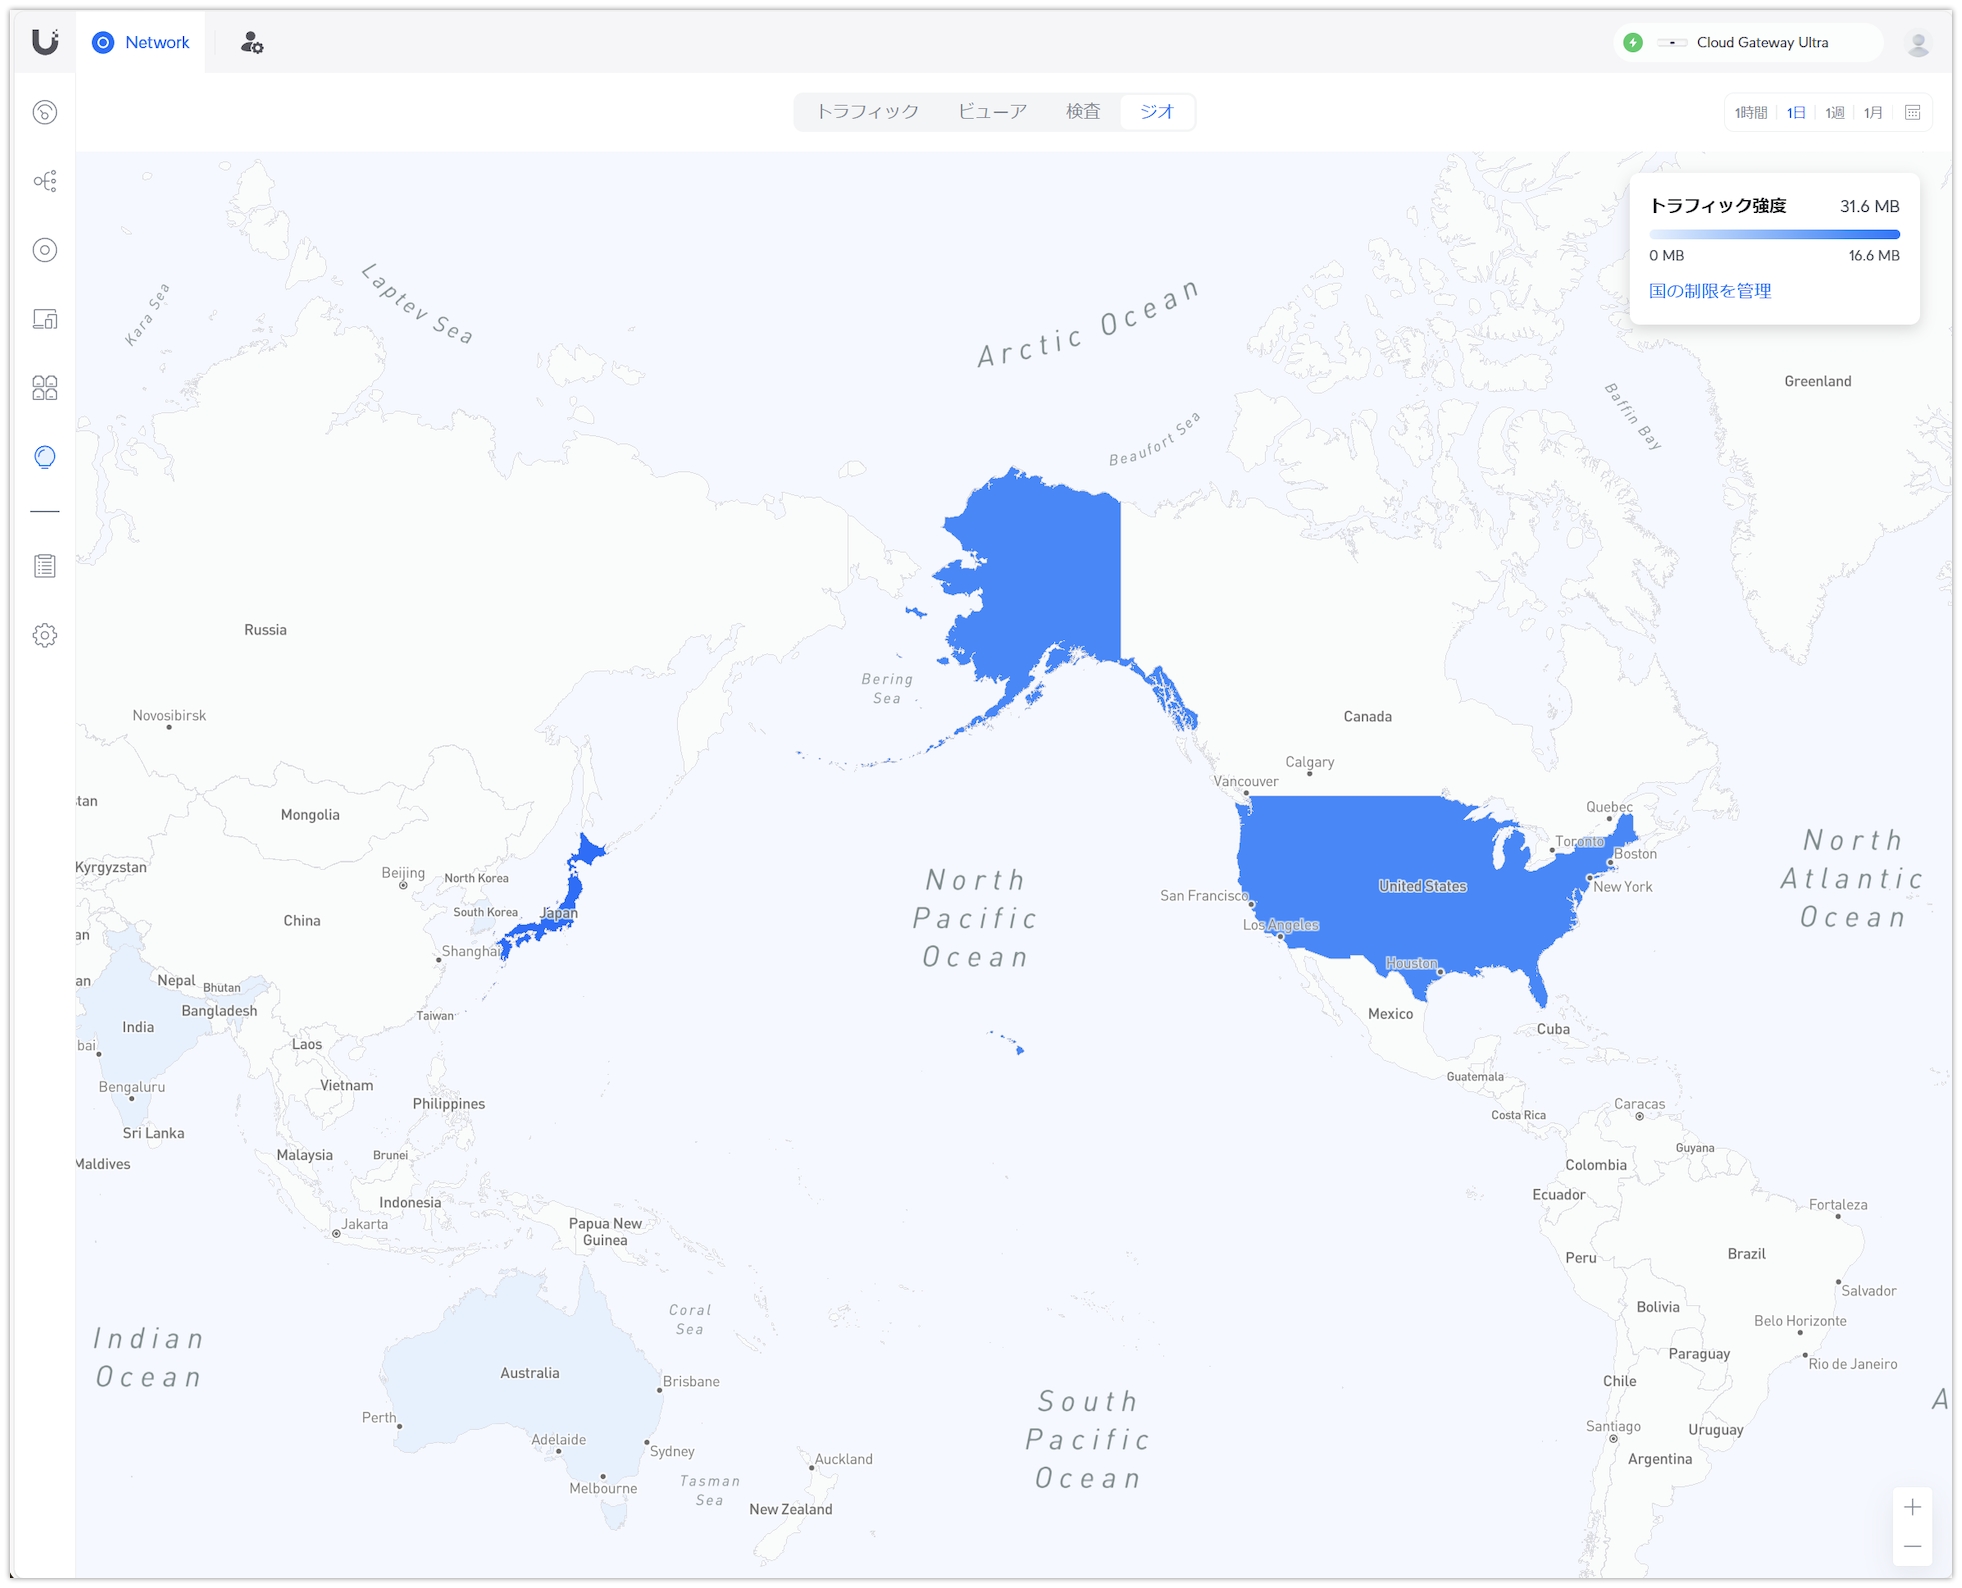 Network
Cloud Gateway Ultra
トラフィック
ビューア
検査
ジオ
1時間
1日
1週
1月
トラフィック強度
31.6 MB
0 MB
16.6 MB
国の制限を管理
Kara Sea
Laptev Sea
Arctic Ocean
Beaufort Sea
Baffin Bay
Greenland
Russia
Bering
Sea
Novosibirsk
Canada
Calgary
Vancouver
tan
Mongolia
Quebec
Toronto
Boston
North
Atlantic
Ocean
Kyrgyzstan
Beijing
North Korea
United States
New York
San Francisco
North
Pacific
Ocean
China
South Korea
Japan
Los Angeles
an
Shanghai
Houston
an
Nepal
Bhutan
Bangladesh
Taiwan
Mexico
India
Cuba
bai
Laos
Bengaluru
Vietnam
Guatemala
Philippines
Caracas
Costa Rica
Sri Lanka
Malaysia
Brunei
Guyana
Maldives
Colombia
Indonesia
Ecuador
Fortaleza
Jakarta
Papua New
Guinea
Peru
Brazil
Salvador
Coral
Sea
Bolivia
Belo Horizonte
Indian
Ocean
Australia
Brisbane
Paraguay
Rio de Janeiro
Chile
South
Pacific
Ocean
A
Perth
Adelaide
Sydney
Santiago
Uruguay
Auckland
Argentina
Melbourne
Tasman
Sea
New Zealand